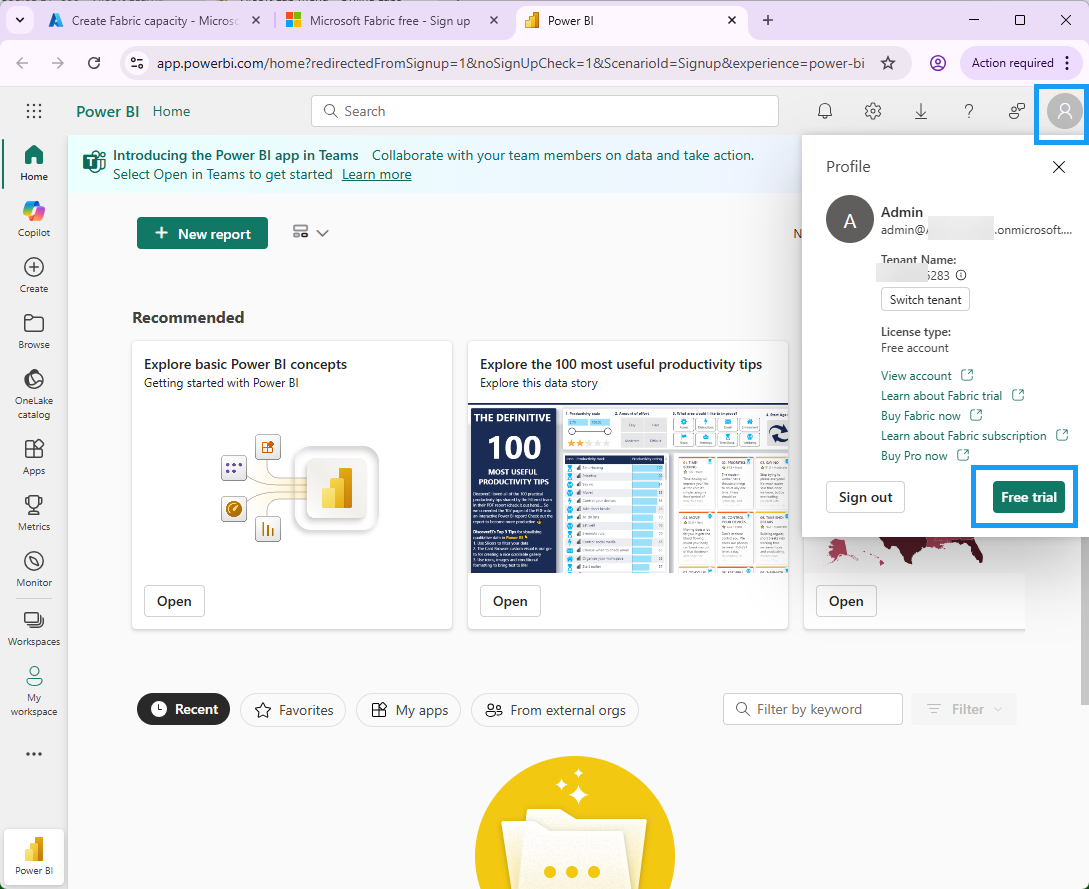 Create Fabric capacity - Micros
Microsoft Fabric free - Sign up
Power BI
app.powerbi.com/home?redirectedFromSignup=1&noSignUpCheck=1&ScenarioId=Signup&experience=power-bi
Action required
Power BI Home
Search
Introducing the Power BI app in Teams Collaborate with your team members on data and take action.
Select Open in Teams to get started Learn more
Home
Copilot
Create
Browse
OneLake
catalog
Apps
Metrics
Monitor
Workspaces
My
workspace
Power BI
New report
N
Profile
A
Admin
admin@
.onmicrosoft....
Tenant Name:
5283
Switch tenant
License type:
Free account
View account
Learn about Fabric trial
Buy Fabric now
Learn about Fabric subscription
Buy Pro now
Sign out
Free trial
Recommended
Explore basic Power BI concepts
Getting started with Power BI
Open
Explore the 100 most useful productivity tips
Explore this data story
THE DEFINITIVE
100
MOST USEFUL
PRODUCTIVITY TIPS
Open
Open
Recent
Favorites
My apps
From external orgs
Filter by keyword
Filter